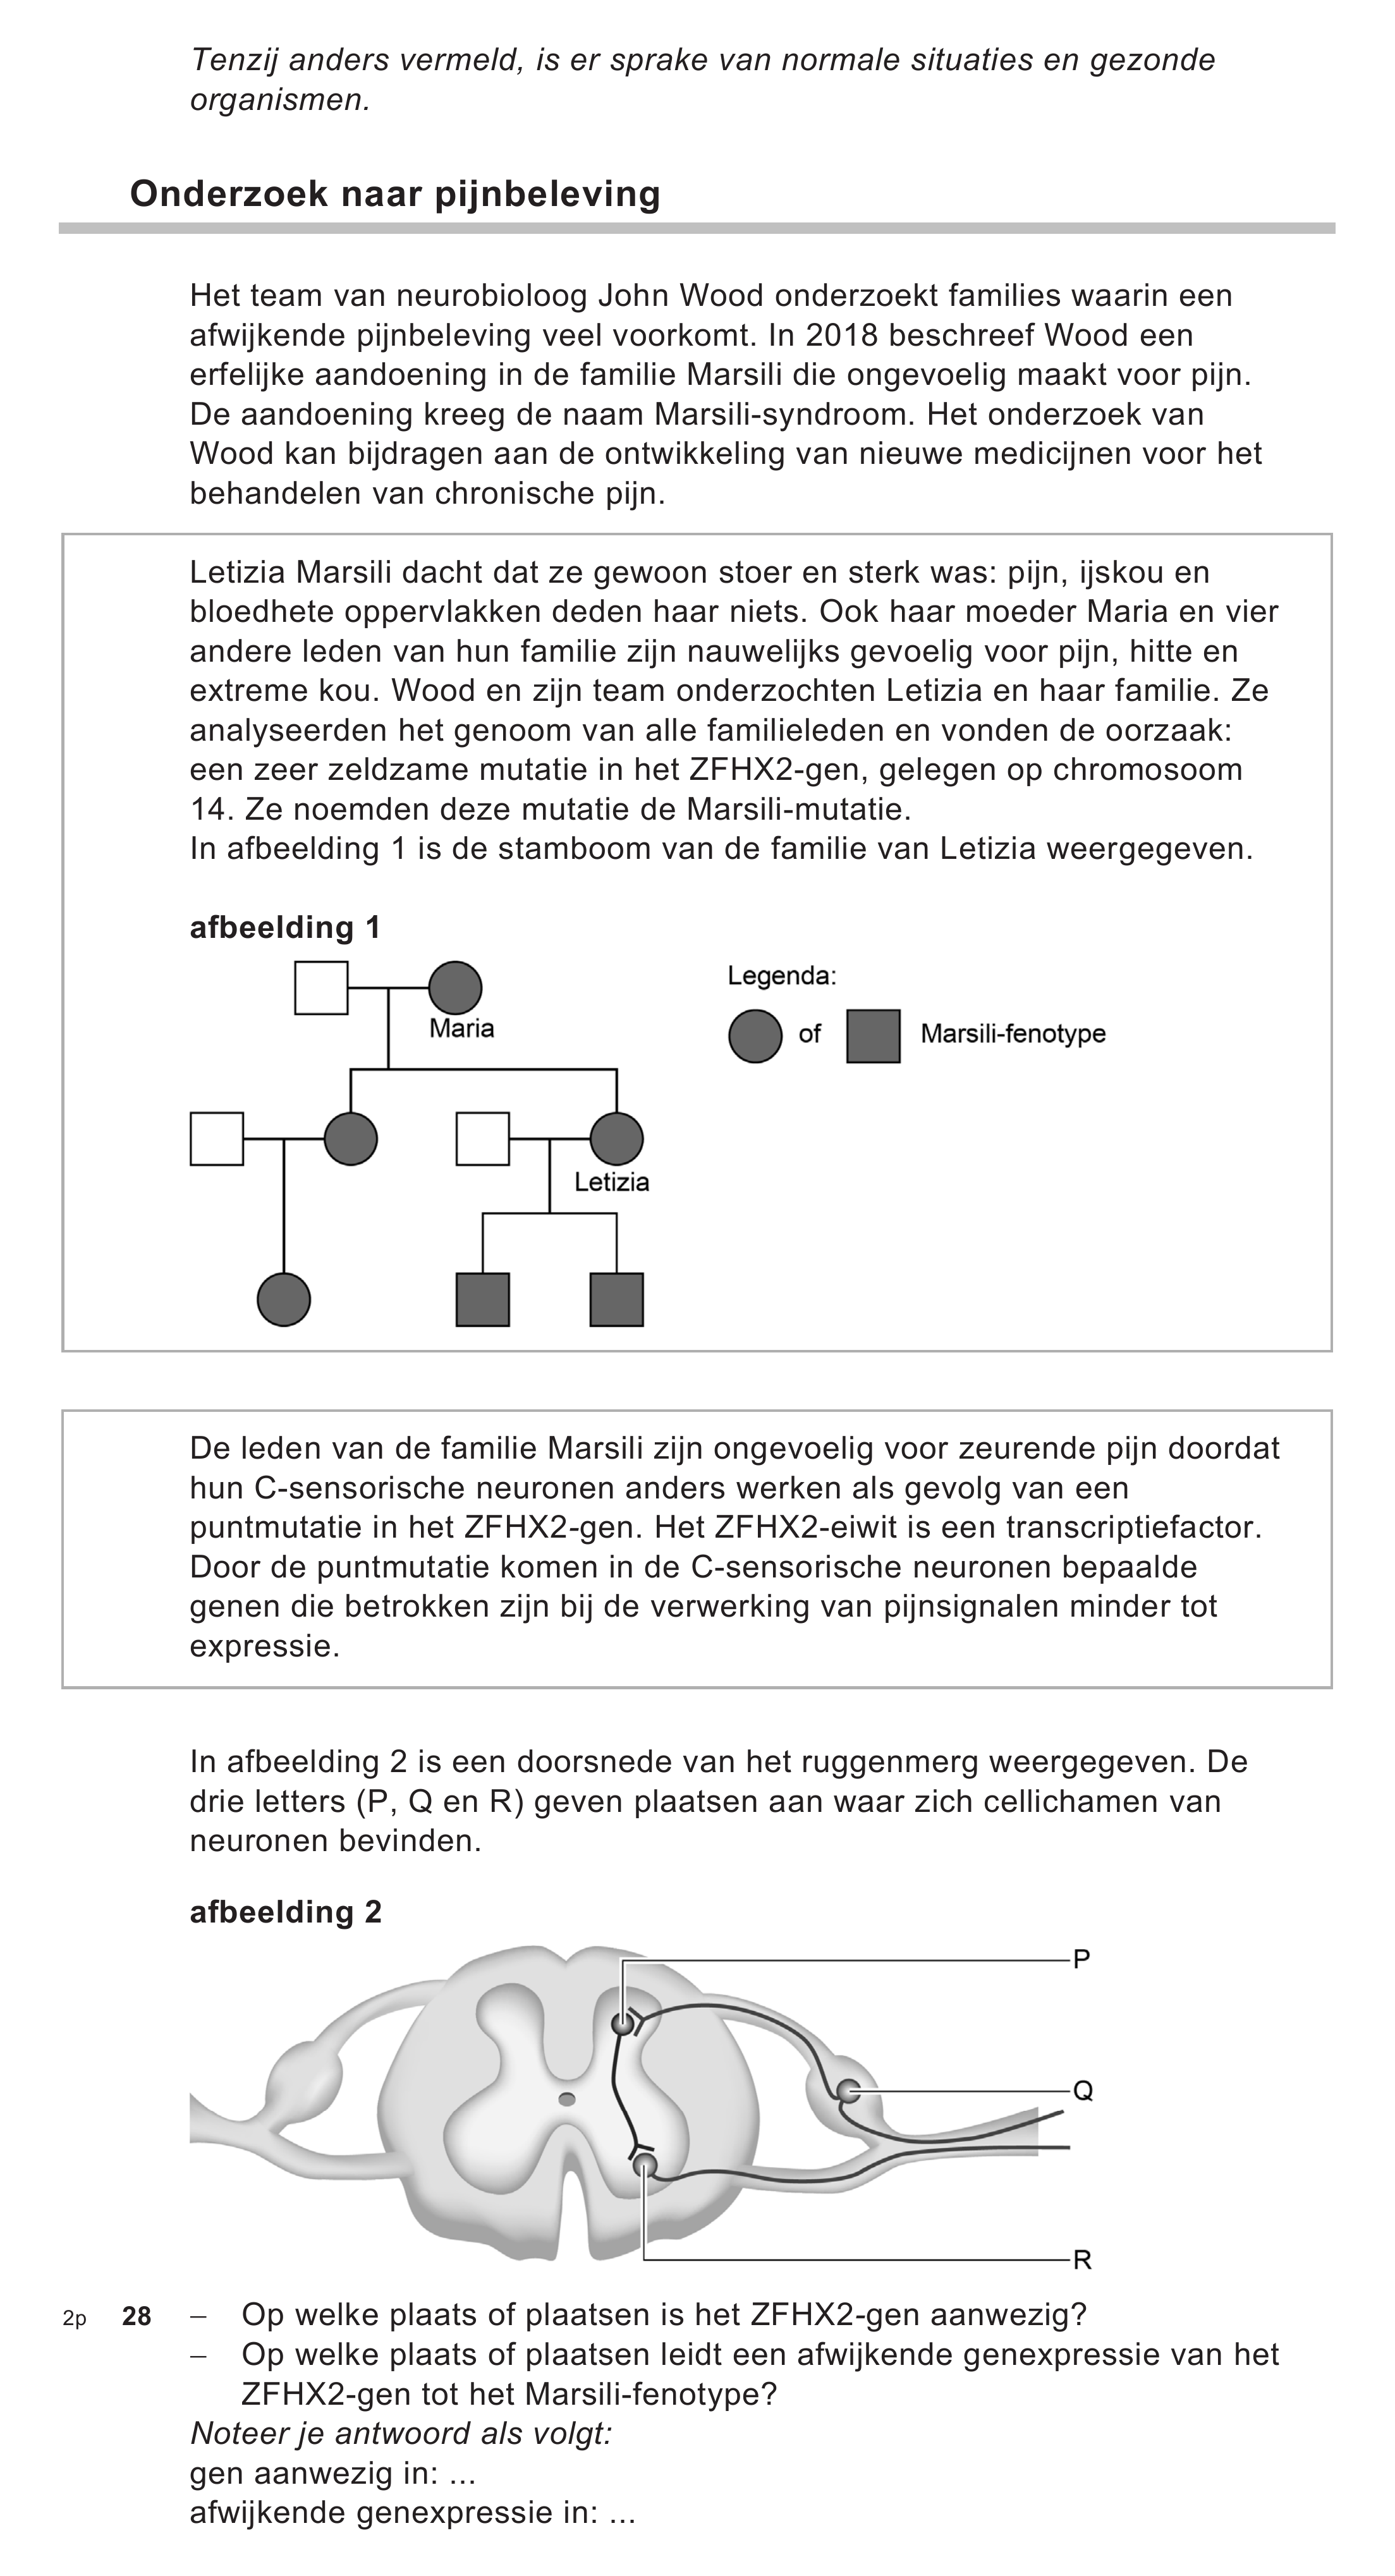 Tenzij anders vermeld, is er sprake van normale situaties en gezonde
organismen.
Onderzoek naar pijnbeleving
Het team van neurobioloog John Wood onderzoekt families waarin een
afwijkende pijnbeleving veel voorkomt. In 2018 beschreef Wood een
erfelijke aandoening in de familie Marsili die ongevoelig maakt voor pijn.
De aandoening kreeg de naam Marsili-syndroom. Het onderzoek van
Wood kan bijdragen aan de ontwikkeling van nieuwe medicijnen voor het
behandelen van chronische pijn.
Letizia Marsili dacht dat ze gewoon stoer en sterk was: pijn, ijskou en
bloedhete oppervlakken deden haar niets. Ook haar moeder Maria en vier
andere leden van hun familie zijn nauwelijks gevoelig voor pijn, hitte en
extreme kou. Wood en zijn team onderzochten Letizia en haar familie. Ze
analyseerden het genoom van alle familieleden en vonden de oorzaak:
een zeer zeldzame mutatie in het ZFHX2-gen, gelegen op chromosoom
14. Ze noemden deze mutatie de Marsili-mutatie.
In afbeelding 1 is de stamboom van de familie van Letizia weergegeven.
afbeelding 1
Maria
Letizia
Legenda:
of
Marsili-fenotype
De leden van de familie Marsili zijn ongevoelig voor zeurende pijn doordat
hun C-sensorische neuronen anders werken als gevolg van een
puntmutatie in het ZFHX2-gen. Het ZFHX2-eiwit is een transcriptiefactor.
Door de puntmutatie komen in de C-sensorische neuronen bepaalde
genen die betrokken zijn bij de verwerking van pijnsignalen minder tot
expressie.
In afbeelding 2 is een doorsnede van het ruggenmerg weergegeven. De
drie letters (P, Q en R) geven plaatsen aan waar zich cellichamen van
neuronen bevinden.
afbeelding 2
P
Q
R
2p 28 – Op welke plaats of plaatsen is het ZFHX2-gen aanwezig?
– Op welke plaats of plaatsen leidt een afwijkende genexpressie van het
ZFHX2-gen tot het Marsili-fenotype?
Noteer je antwoord als volgt:
gen aanwezig in: ...
afwijkende genexpressie in: ...